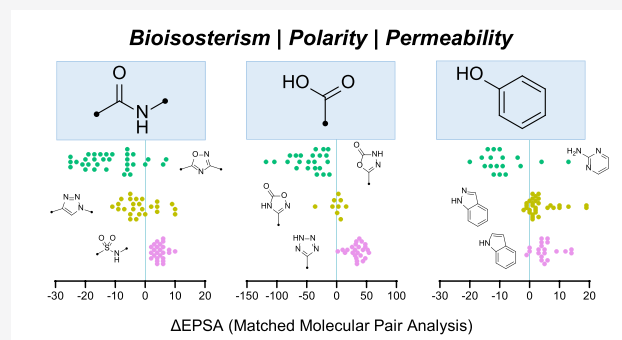 Bioisosterism | Polarity | Permeability
O
N
H
HO
O
HO
O
N
N
O
O
NH
N
H2N
N
N
N
N
N
O
O
HN
N
N
HN
O
O
S
N
H
HN
N
N
N
HN
-30 -20 -10 0 10 20
-150 -100 -50 0 50 100
-30 -20 -10 0 10 20
ΔEPSA (Matched Molecular Pair Analysis)